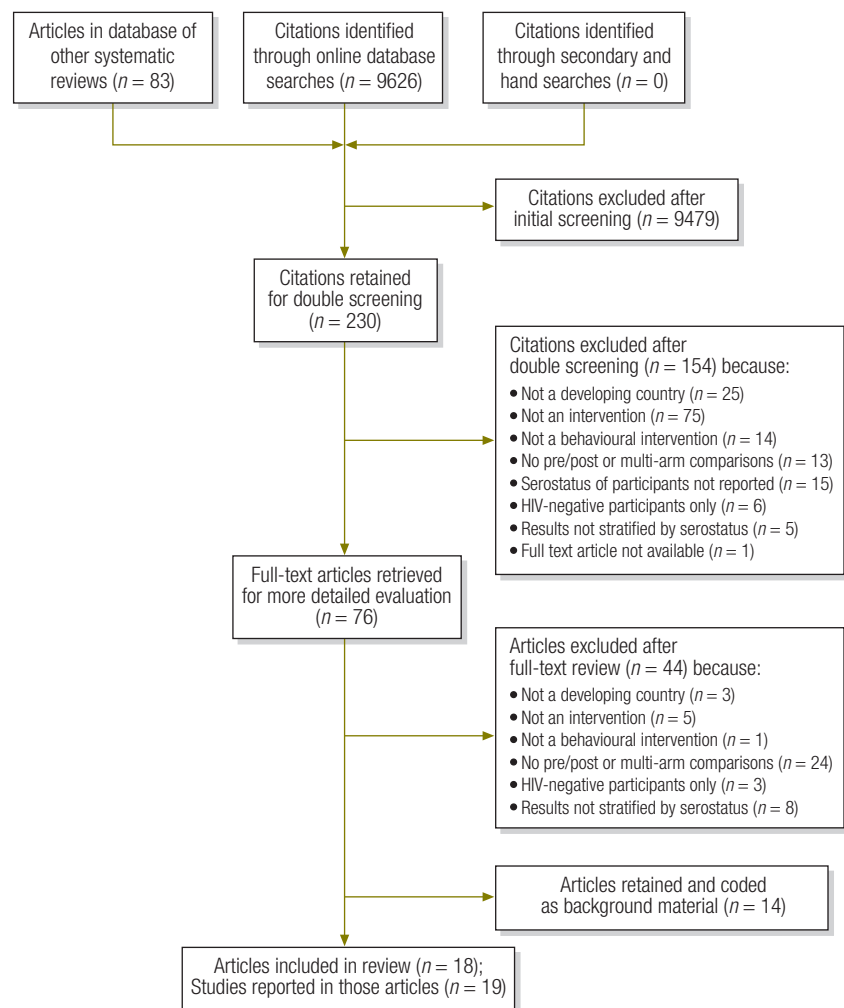 Articles in database of
other systematic
reviews (n = 83)
Citations identified
through online database
searches (n = 9626)
Citations identified
through secondary and
hand searches (n = 0)
Citations excluded after
initial screening (n = 9479)
Citations retained
for double screening
(n = 230)
Citations excluded after
double screening (n = 154) because:
• Not a developing country (n = 25)
• Not an intervention (n = 75)
• Not a behavioural intervention (n = 14)
• No pre/post or multi-arm comparisons (n = 13)
• Serostatus of participants not reported (n = 15)
• HIV-negative participants only (n = 6)
• Results not stratified by serostatus (n = 5)
• Full text article not available (n = 1)
Full-text articles retrieved
for more detailed evaluation
(n = 76)
Articles excluded after
full-text review (n = 44) because:
• Not a developing country (n = 3)
• Not an intervention (n = 5)
• Not a behavioural intervention (n = 1)
• No pre/post or multi-arm comparisons (n = 24)
• HIV-negative participants only (n = 3)
• Results not stratified by serostatus (n = 8)
Articles retained and coded
as background material (n = 14)
Articles included in review (n = 18);
Studies reported in those articles (n = 19)